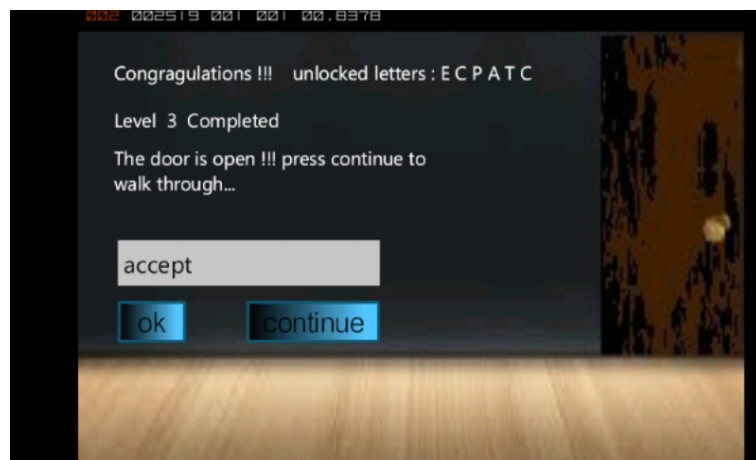 002 002519 001 001 00.8378
Congragulations !!! unlocked letters : E C P A T C
Level 3 Completed
The door is open !!! press continue to
walk through...
accept
ok continue